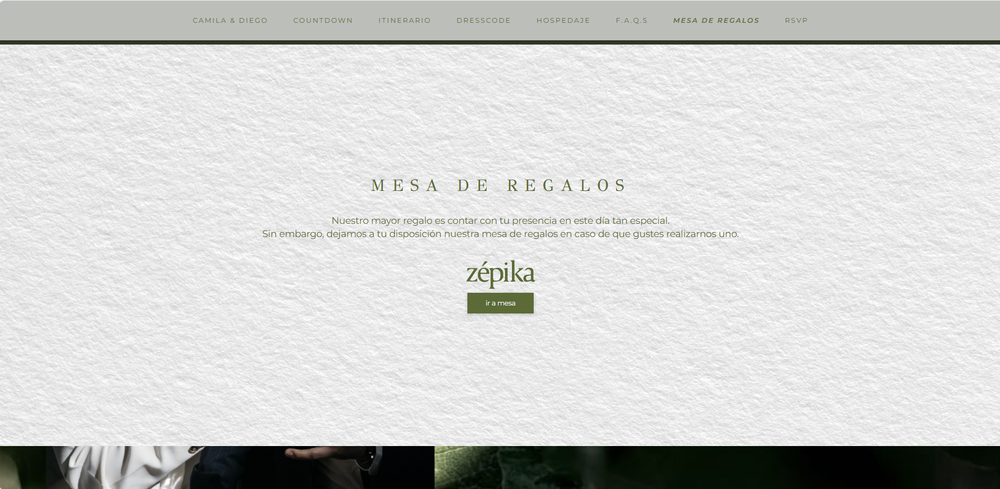 CAMILA & DIEGO COUNTDOWN ITINERARIO DRESSCODE HOSPEDAJE F.A.Q.S MESA DE REGALOS RSVP
MESA DE REGALOS
Nuestro mayor regalo es contar con tu presencia en este día tan especial.
Sin embargo, dejamos a tu disposición nuestra mesa de regalos en caso de que gustes realizarnos uno.
zépika
ir a mesa